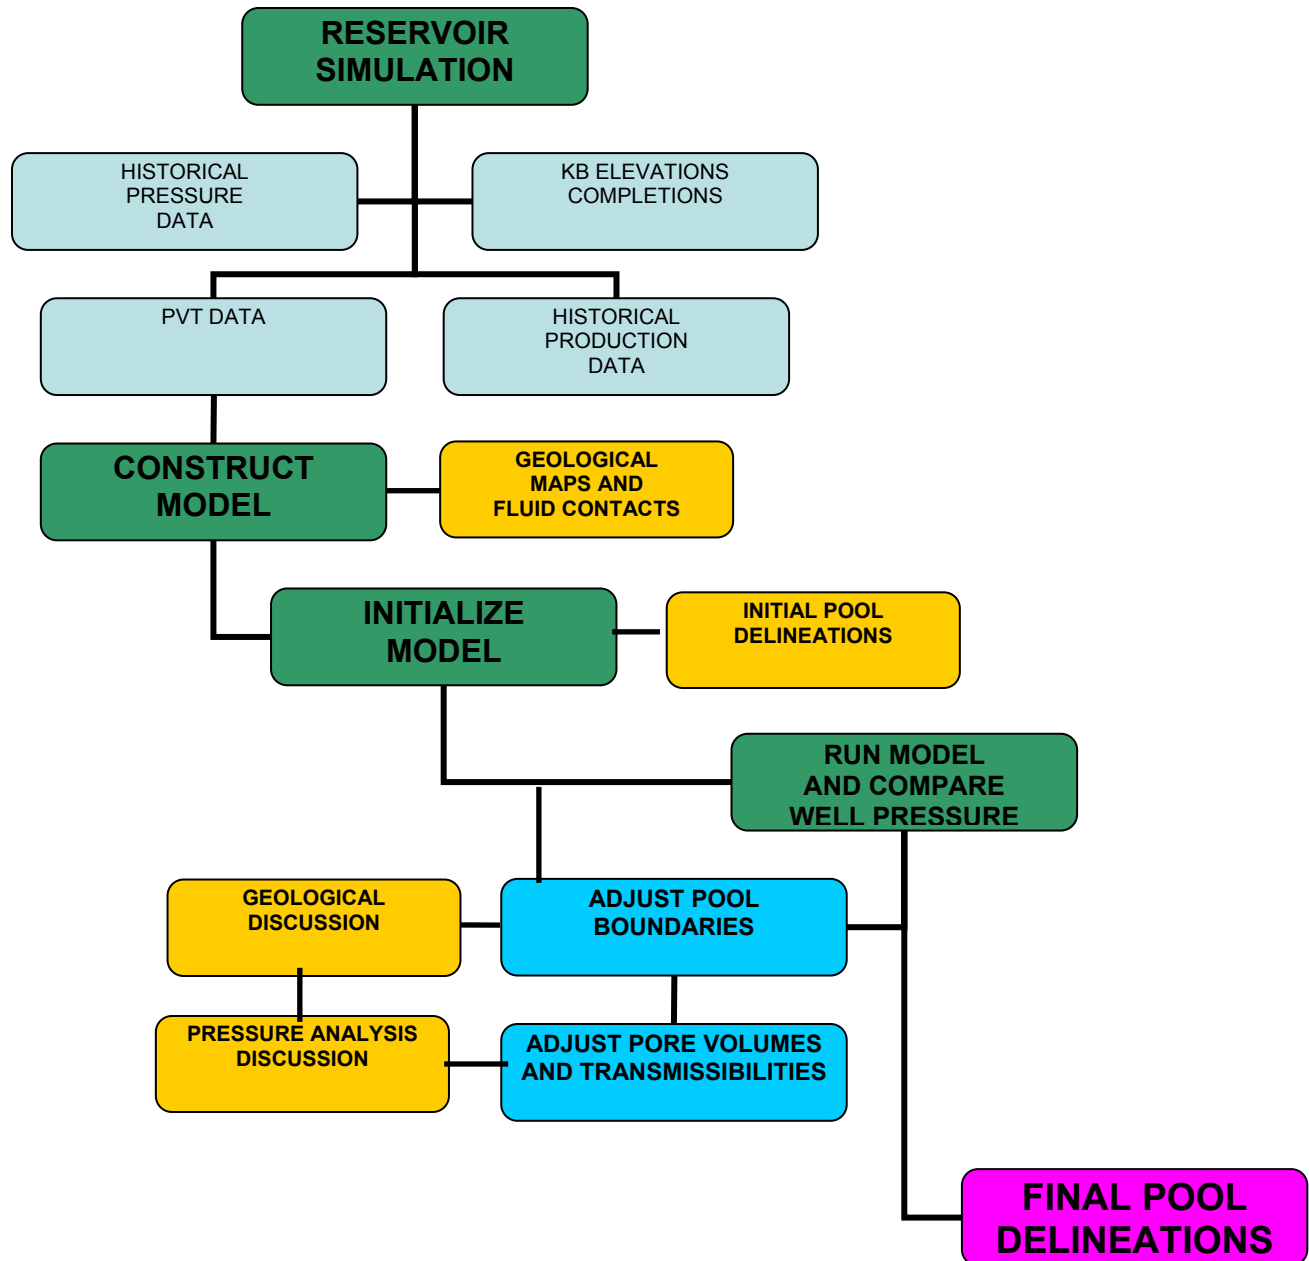 RESERVOIR
SIMULATION
HISTORICAL
PRESSURE
DATA
KB ELEVATIONS
COMPLETIONS
PVT DATA
HISTORICAL
PRODUCTION
DATA
CONSTRUCT
MODEL
GEOLOGICAL
MAPS AND
FLUID CONTACTS
INITIALIZE
MODEL
INITIAL POOL
DELINEATIONS
RUN MODEL
AND COMPARE
WELL PRESSURE
GEOLOGICAL
DISCUSSION
ADJUST POOL
BOUNDARIES
PRESSURE ANALYSIS
DISCUSSION
ADJUST PORE VOLUMES
AND TRANSMISSIBILITIES
FINAL POOL
DELINEATIONS